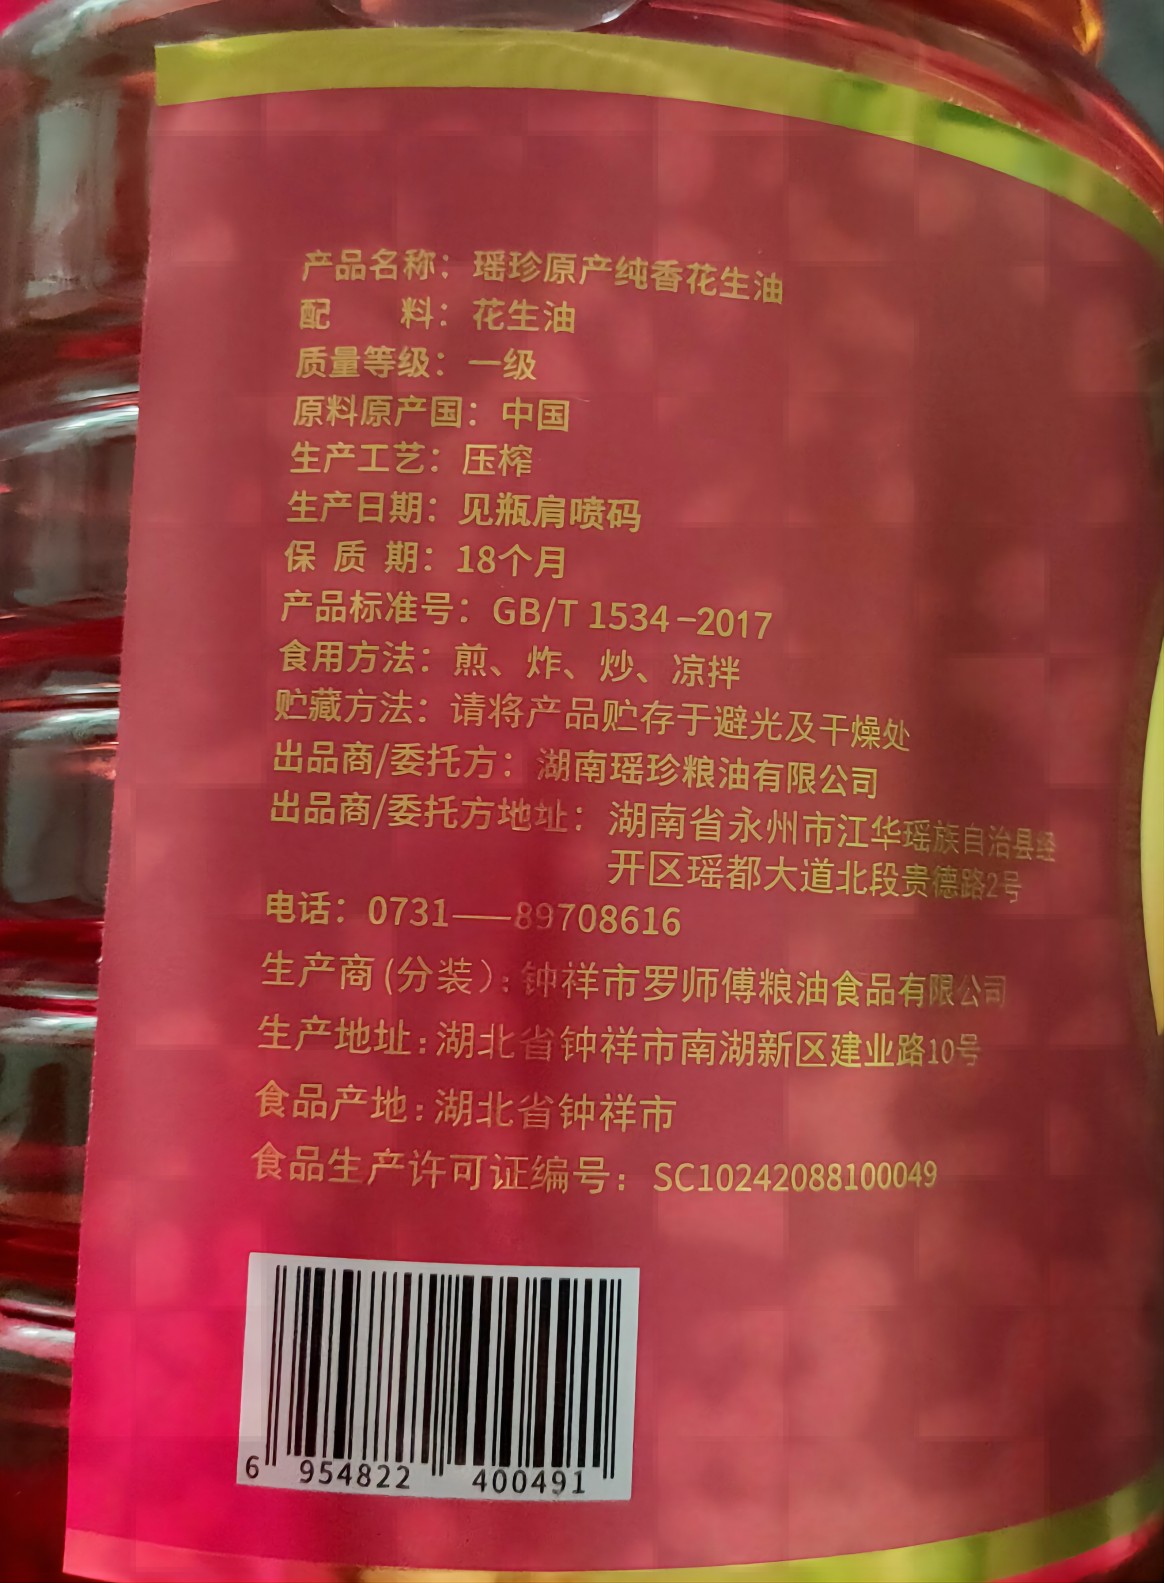 产品名称：瑶珍原产纯香花生油
配　　料：花生油
质量等级：一级
原料原产国：中国
生产工艺：压榨
生产日期：见瓶肩喷码
保 质 期：18个月
产品标准号：GB/T 1534-2017
食用方法：煎、炸、炒、凉拌
贮藏方法：请将产品贮存于避光及干燥处
出品商/委托方：湖南瑶珍粮油有限公司
出品商/委托方地址：湖南省永州市江华瑶族自治县经
开区瑶都大道北段贵德路2号
电话：0731——89708616
生产商(分装)：钟祥市罗师傅粮油食品有限公司
生产地址：湖北省钟祥市南湖新区建业路10号
食品产地：湖北省钟祥市
食品生产许可证编号：SC10242088100049
6 954822 400491